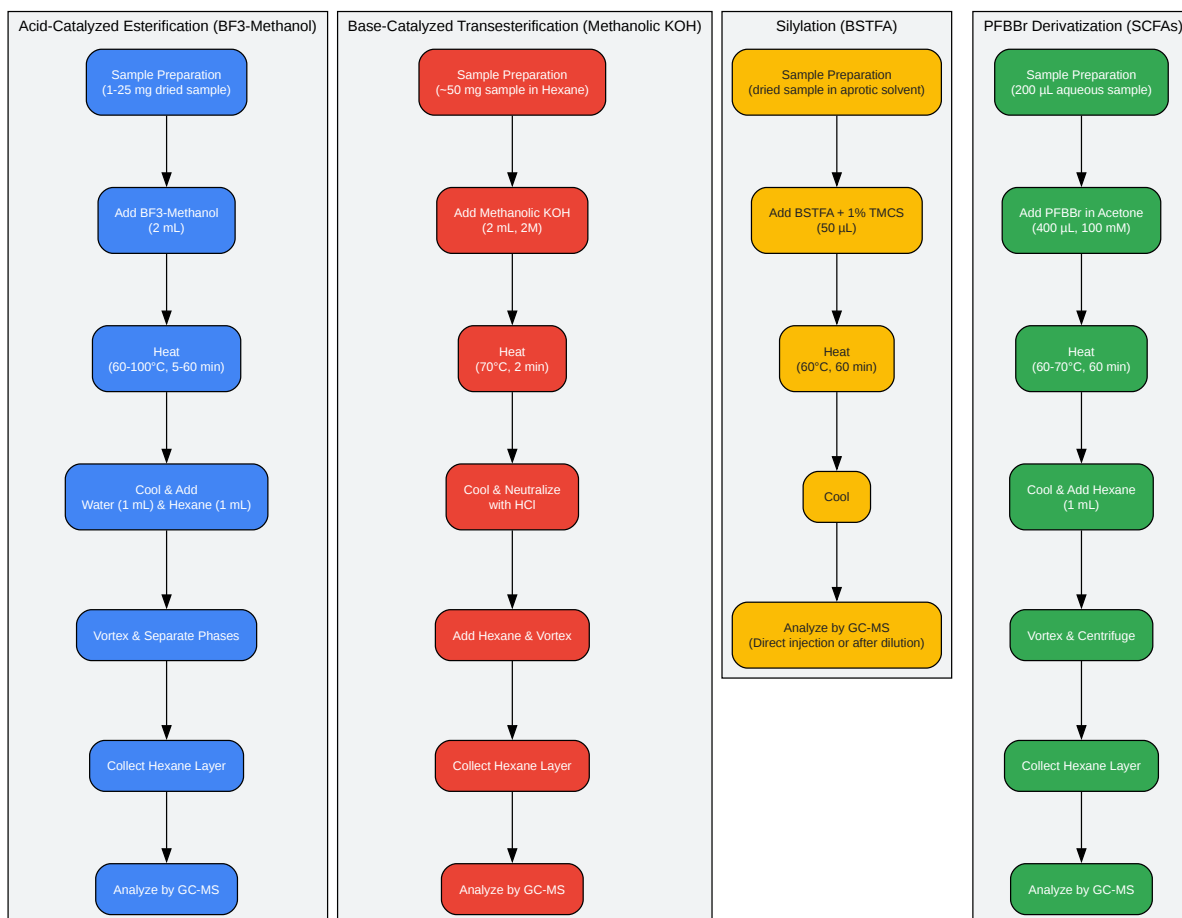 Acid-Catalyzed Esterification (BF3-Methanol)
Sample Preparation
(1-25 mg dried sample)
Add BF3-Methanol
(2 mL)
Heat
(60-100°C, 5-60 min)
Cool & Add
Water (1 mL) & Hexane (1 mL)
Vortex & Separate Phases
Collect Hexane Layer
Analyze by GC-MS
Base-Catalyzed Transesterification (Methanolic KOH)
Sample Preparation
(~50 mg sample in Hexane)
Add Methanolic KOH
(2 mL, 2M)
Heat
(70°C, 2 min)
Cool & Neutralize
with HCl
Add Hexane & Vortex
Collect Hexane Layer
Analyze by GC-MS
Silylation (BSTFA)
Sample Preparation
(dried sample in aprotic solvent)
Add BSTFA + 1% TMCS
(50 µL)
Heat
(60°C, 60 min)
Cool
Analyze by GC-MS
(Direct injection or after dilution)
PFBBr Derivatization (SCFAs)
Sample Preparation
(200 µL aqueous sample)
Add PFBBr in Acetone
(400 µL, 100 mM)
Heat
(60-70°C, 60 min)
Cool & Add Hexane
(1 mL)
Vortex & Centrifuge
Collect Hexane Layer
Analyze by GC-MS